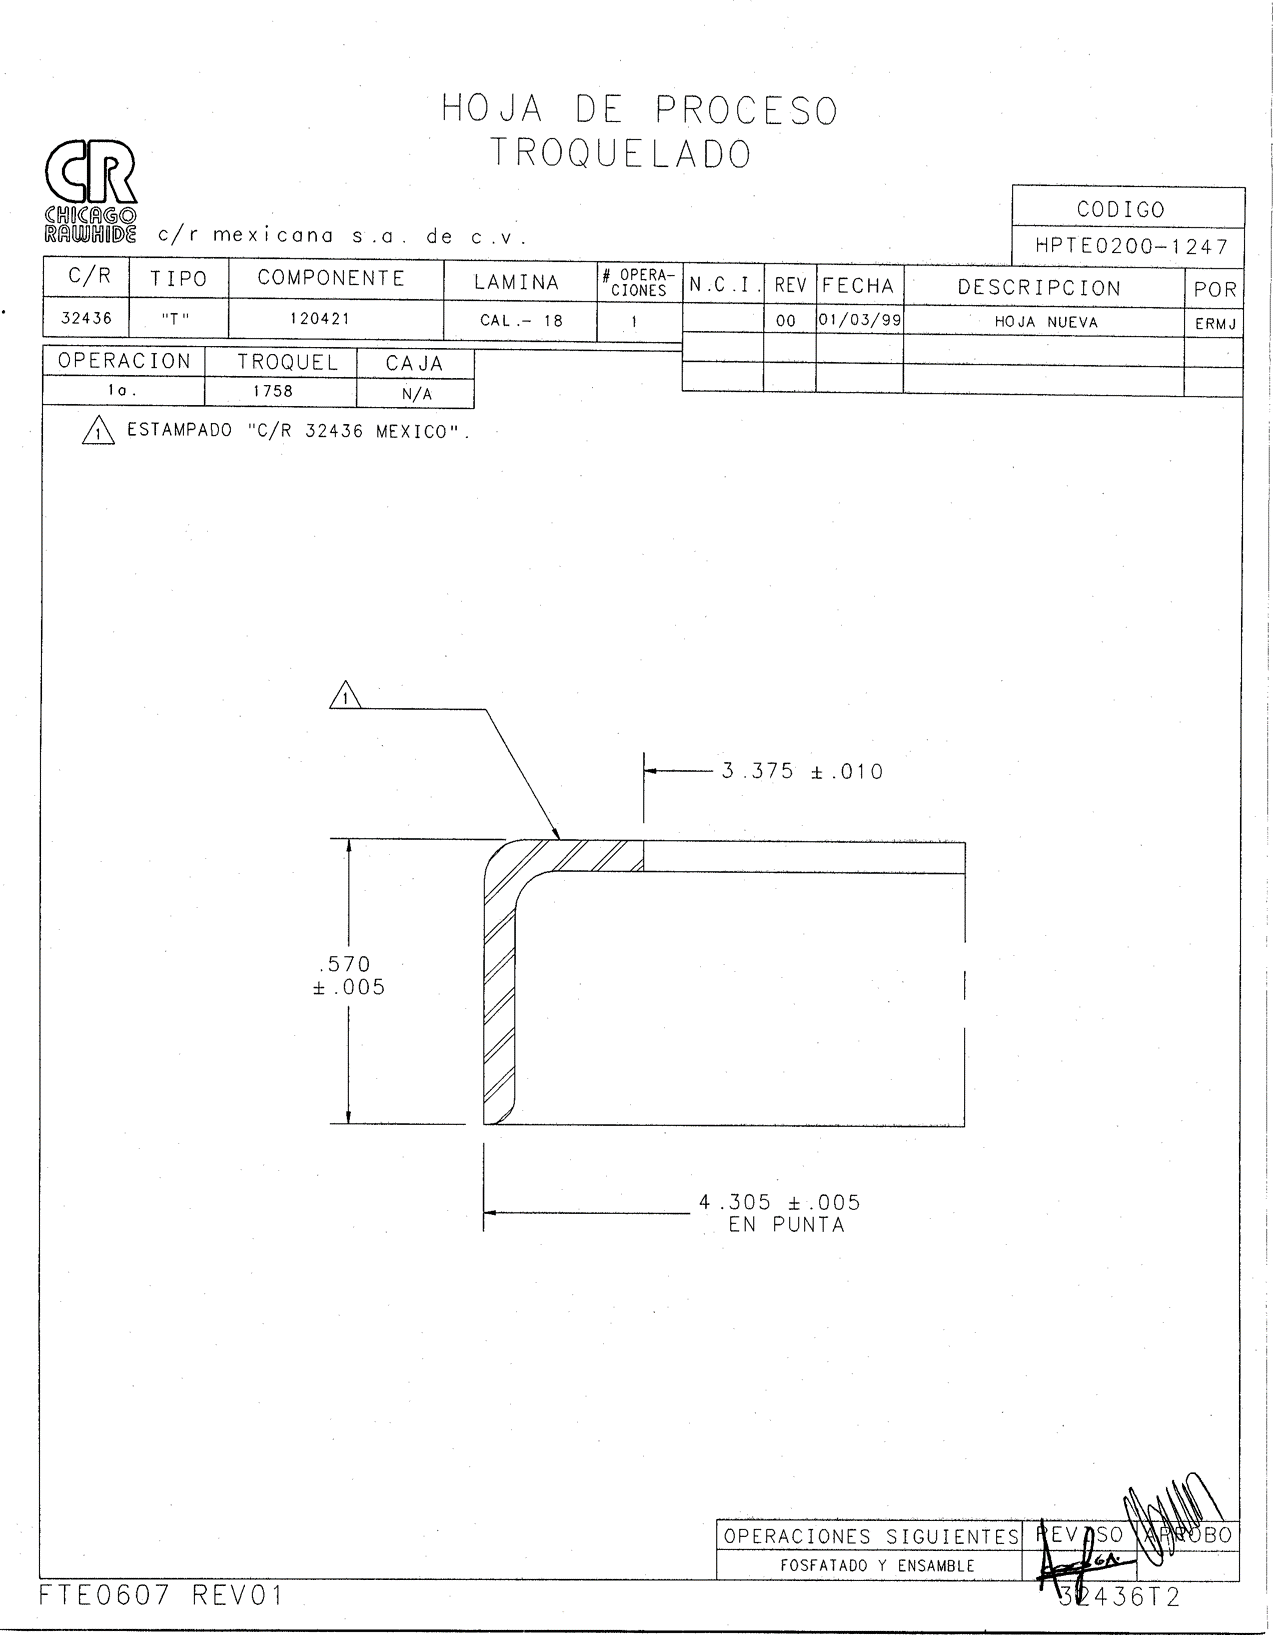 HOJA DE PROCESO
TROQUELADO
CR
CHICAGO
RAWHIDE
c/r mexicana s.a. de c.v.
CODIGO
HPTE0200-1247
C/R TIPO COMPONENTE LAMINA # OPERA-CIONES N.C.I. REV FECHA DESCRIPCION POR
32436 "T" 120421 CAL.- 18 1 00 01/03/99 HOJA NUEVA ERMJ
OPERACION TROQUEL CAJA
1a. 1758 N/A
1 ESTAMPADO "C/R 32436 MEXICO".
1
3.375 ±.010
.570
±.005
4.305 ±.005
EN PUNTA
OPERACIONES SIGUIENTES REVISO APROBO
FOSFATADO Y ENSAMBLE
FTE0607 REV01
32436T2